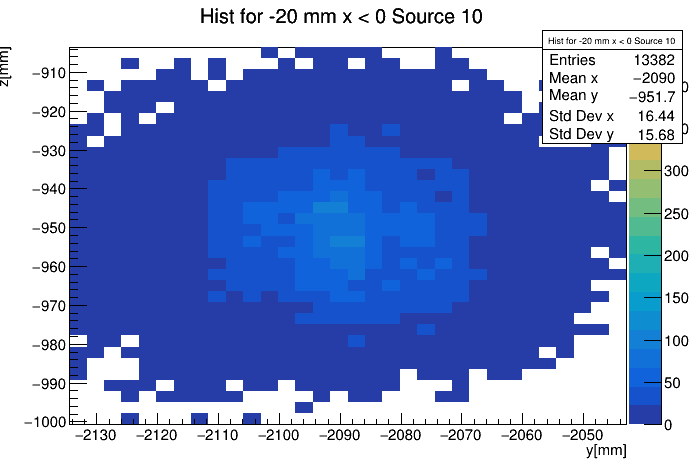 Hist for -20 mm x < 0 Source 10
Hist for -20 mm x < 0 Source 10
Entries 13382
Mean x −2090
Mean y −951.7
Std Dev x 16.44
Std Dev y 15.68
z[mm]
−910
−920
−930
−940
−950
−960
−970
−980
−990
−1000
−2130 −2120 −2110 −2100 −2090 −2080 −2070 −2060 −2050
y[mm]
300
250
200
150
100
50
0